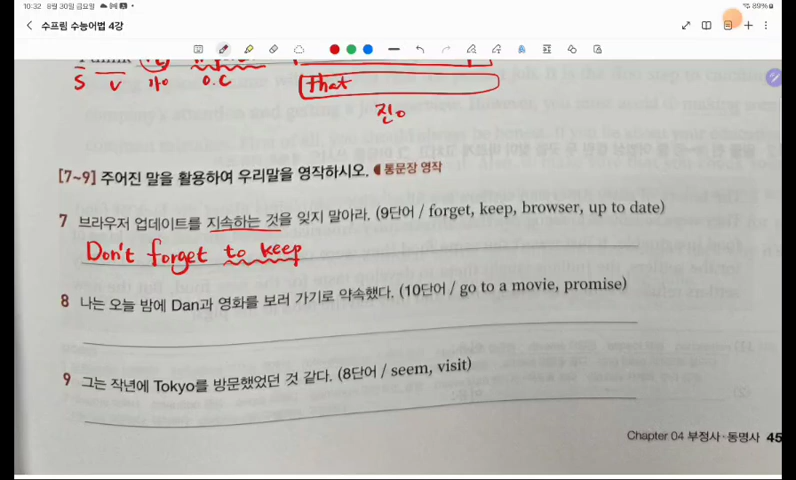 10:32 8월 30일 금요일
89%
수프림 수능어법 4강
S V 가O O.C that
진O
[7~9] 주어진 말을 활용하여 우리말을 영작하시오. 통문장 영작
7 브라우저 업데이트를 지속하는 것을 잊지 말아라. (9단어 / forget, keep, browser, up to date)
Don't forget to keep
8 나는 오늘 밤에 Dan과 영화를 보러 가기로 약속했다. (10단어 / go to a movie, promise)
9 그는 작년에 Tokyo를 방문했었던 것 같다. (8단어 / seem, visit)
Chapter 04 부정사·동명사 45